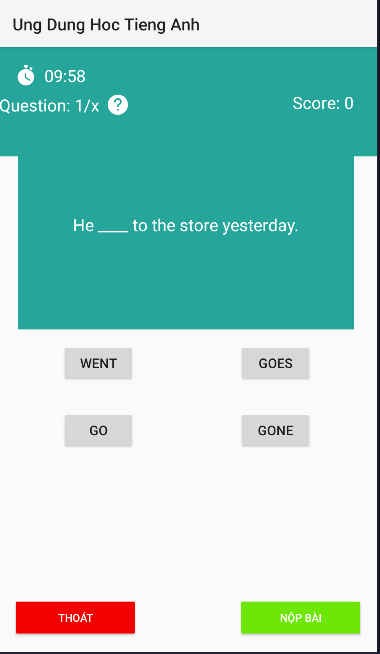 Ung Dung Hoc Tieng Anh
09:58
Question: 1/x ?
Score: 0
He ____ to the store yesterday.
WENT
GOES
GO
GONE
THOÁT
NỘP BÀI